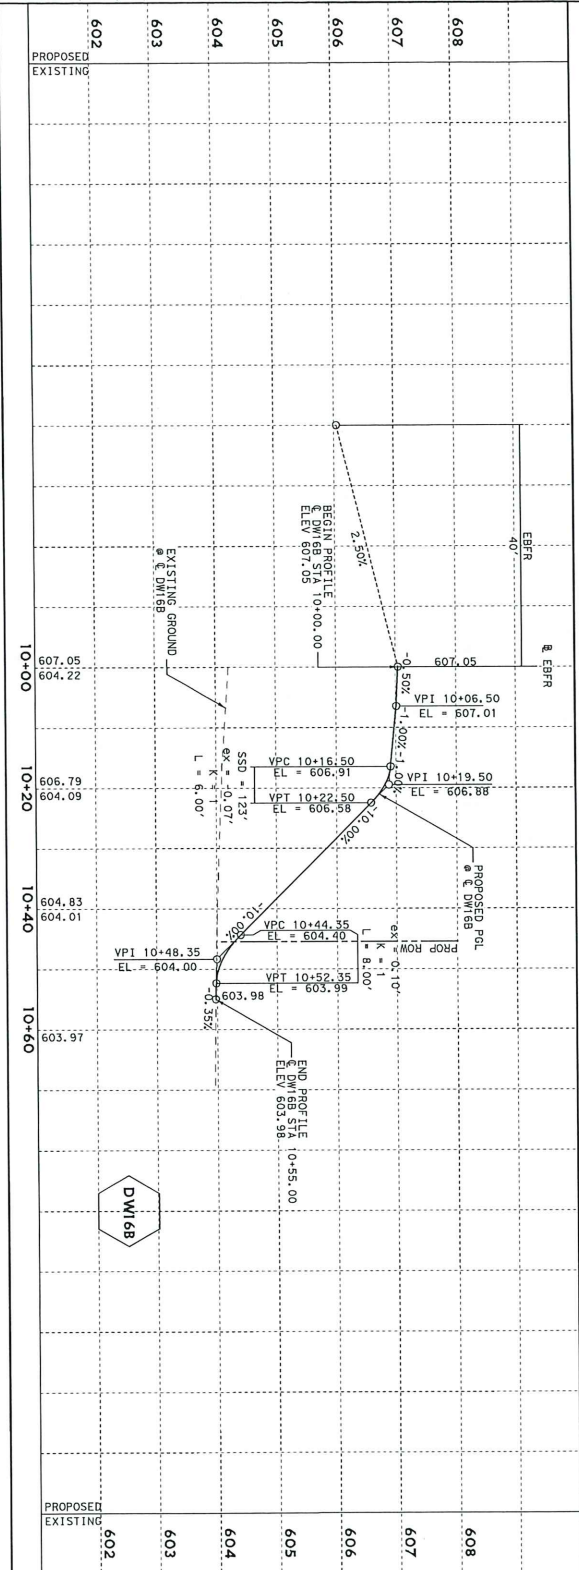 608
607
606
605
604
603
602
PROPOSED
EXISTING
EBFR
40'
℄ EBFR
2.50%
BEGIN PROFILE
℄ DW16B STA 10+00.00
ELEV 607.05
EXISTING GROUND
@ ℄ DW16B
607.05
-0.50%
VPI 10+06.50
EL = 607.01
-1.00%
-1.00%
VPC 10+16.50
EL = 606.91
VPI 10+19.50
EL = 606.88
VPT 10+22.50
EL = 606.58
SSD = 123'
ex = -0.07'
K = 1
L = 6.00'
-10.00%
PROPOSED PGL
@ ℄ DW16B
-10.00%
VPC 10+44.35
EL = 604.40
PROP ROW
ex = 0.10'
K = 1
L = 8.00'
VPI 10+48.35
EL = 604.00
VPT 10+52.35
EL = 603.99
603.98
-0.35%
END PROFILE
℄ DW16B STA 10+55.00
ELEV 603.98
DW16B
607.05
604.22
10+00
606.79
604.09
10+20
604.83
604.01
10+40
603.97
10+60
608
607
606
605
604
603
602
PROPOSED
EXISTING